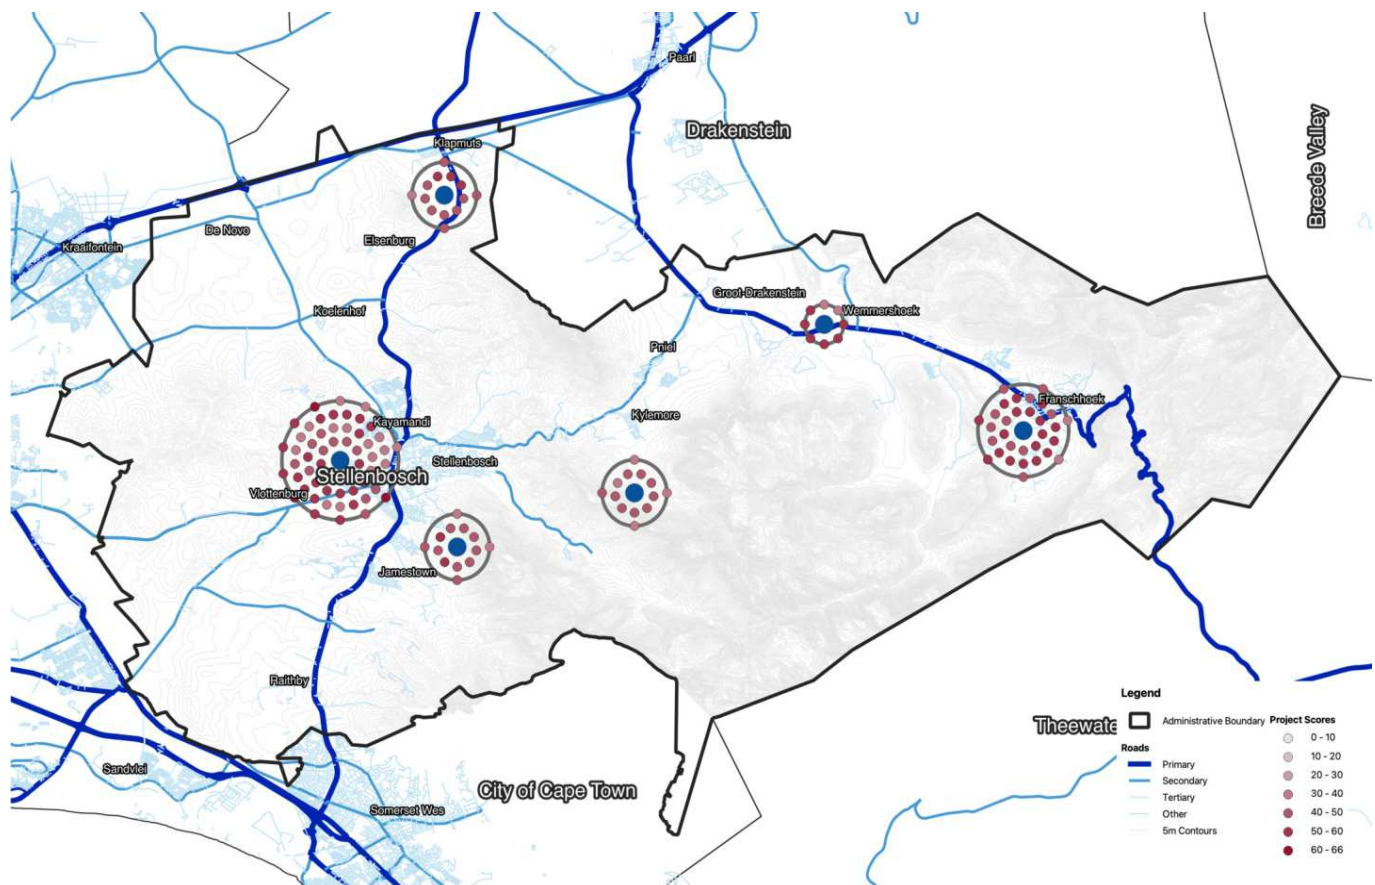 Paarl
Drakenstein
Breede Valley
Klapmuts
De Novo
Elsenburg
Kraaifontein
Groot-Drakenstein
Wemmershoek
Koelenhof
Pniel
Franschhoek
Kylemore
Kayamandi
Stellenbosch
Stellenbosch
Vlottenburg
Jamestown
Raithby
Sandvlei
City of Cape Town
Somerset Wes
Theewate
Legend
Administrative Boundary
Roads
Primary
Secondary
Tertiary
Other
5m Contours
Project Scores
0 - 10
10 - 20
20 - 30
30 - 40
40 - 50
50 - 60
60 - 66